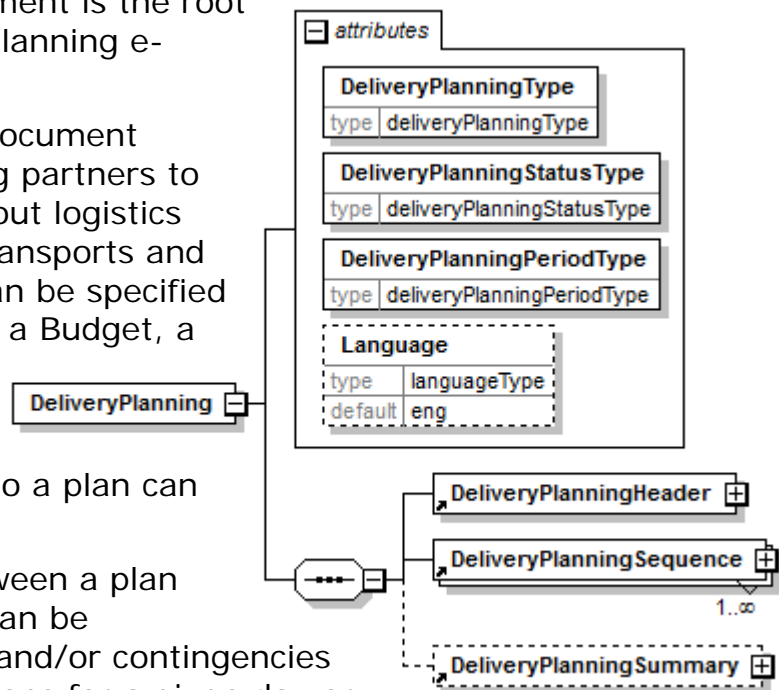 ment is the root
lanning e-
ocument
g partners to
out logistics
ansports and
an be specified
a Budget, a
o a plan can
ween a plan
an be
and/or contingencies
attributes
DeliveryPlanningType
type deliveryPlanningType
DeliveryPlanningStatusType
type deliveryPlanningStatusType
DeliveryPlanningPeriodType
type deliveryPlanningPeriodType
Language
type languageType
default eng
DeliveryPlanning
DeliveryPlanningHeader
DeliveryPlanningSequence
1..∞
DeliveryPlanningSummary